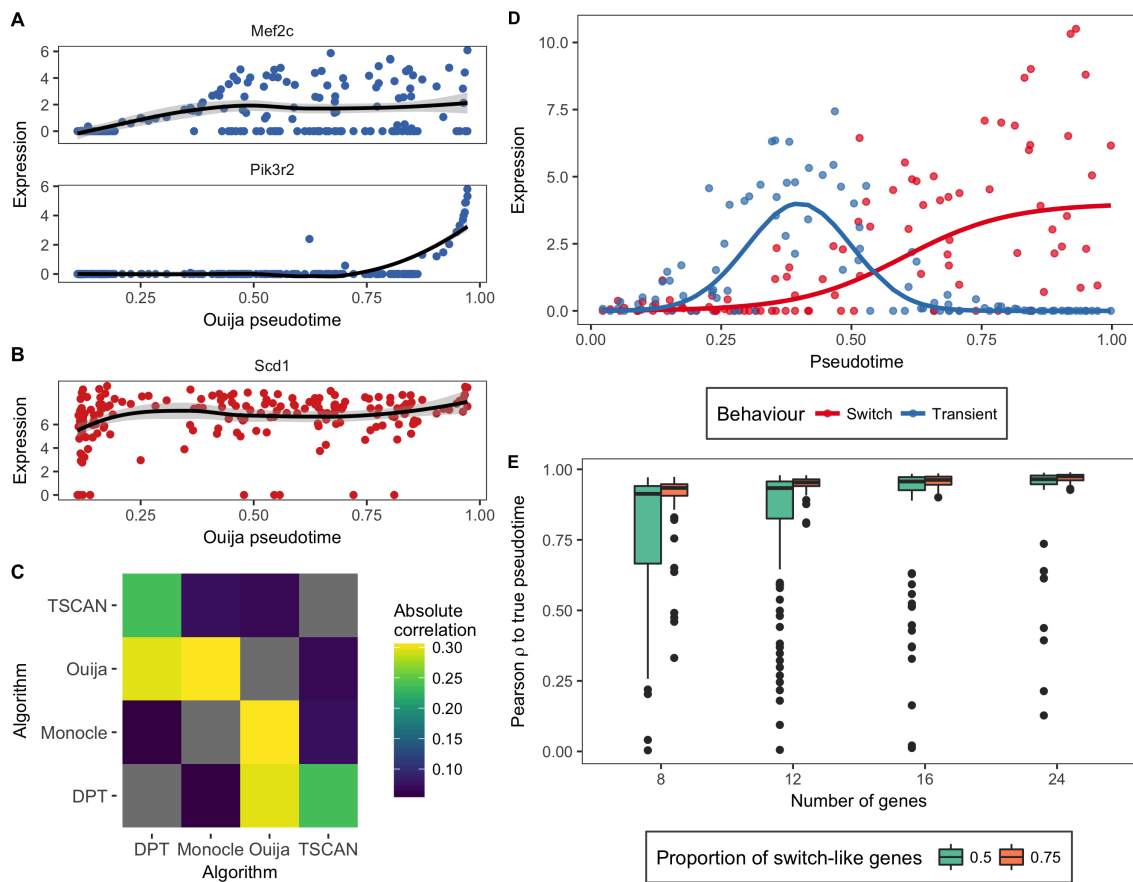 A
Mef2c
6
4
2
0
Expression
Pik3r2
6
4
2
0
0.25
0.50
0.75
1.00
Ouija pseudotime
B
Scd1
6
4
2
0
Expression
0.25
0.50
0.75
1.00
Ouija pseudotime
C
TSCAN
Ouija
Monocle
DPT
Algorithm
DPT
Monocle
Ouija
TSCAN
Algorithm
Absolute
correlation
0.30
0.25
0.20
0.15
0.10
D
10.0
7.5
5.0
2.5
0.0
Expression
0.00
0.25
0.50
0.75
1.00
Pseudotime
Behaviour
Switch
Transient
E
1.00
0.75
0.50
0.25
0.00
Pearson ρ to true pseudotime
8
12
16
24
Number of genes
Proportion of switch-like genes
0.5
0.75